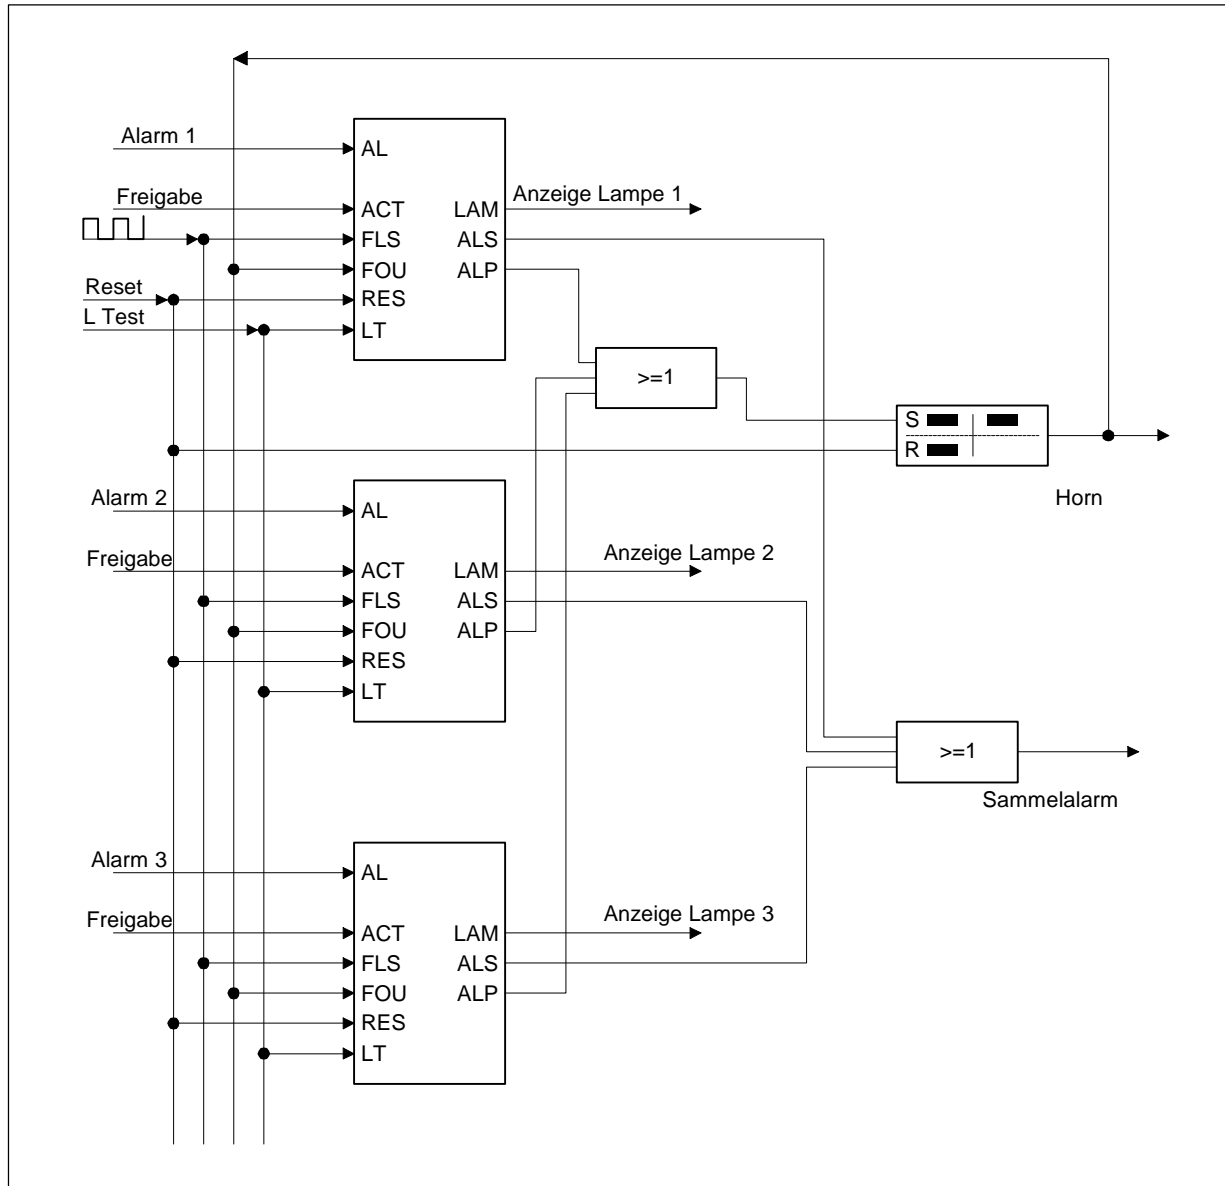 Alarm 1
AL
Freigabe
ACT
LAM
Anzeige Lampe 1
FLS
ALS
FOU
ALP
Reset
RES
L Test
LT
>=1
S
R
Horn
Alarm 2
AL
Freigabe
ACT
LAM
Anzeige Lampe 2
FLS
ALS
FOU
ALP
RES
LT
>=1
Sammelalarm
Alarm 3
AL
Freigabe
ACT
LAM
Anzeige Lampe 3
FLS
ALS
FOU
ALP
RES
LT